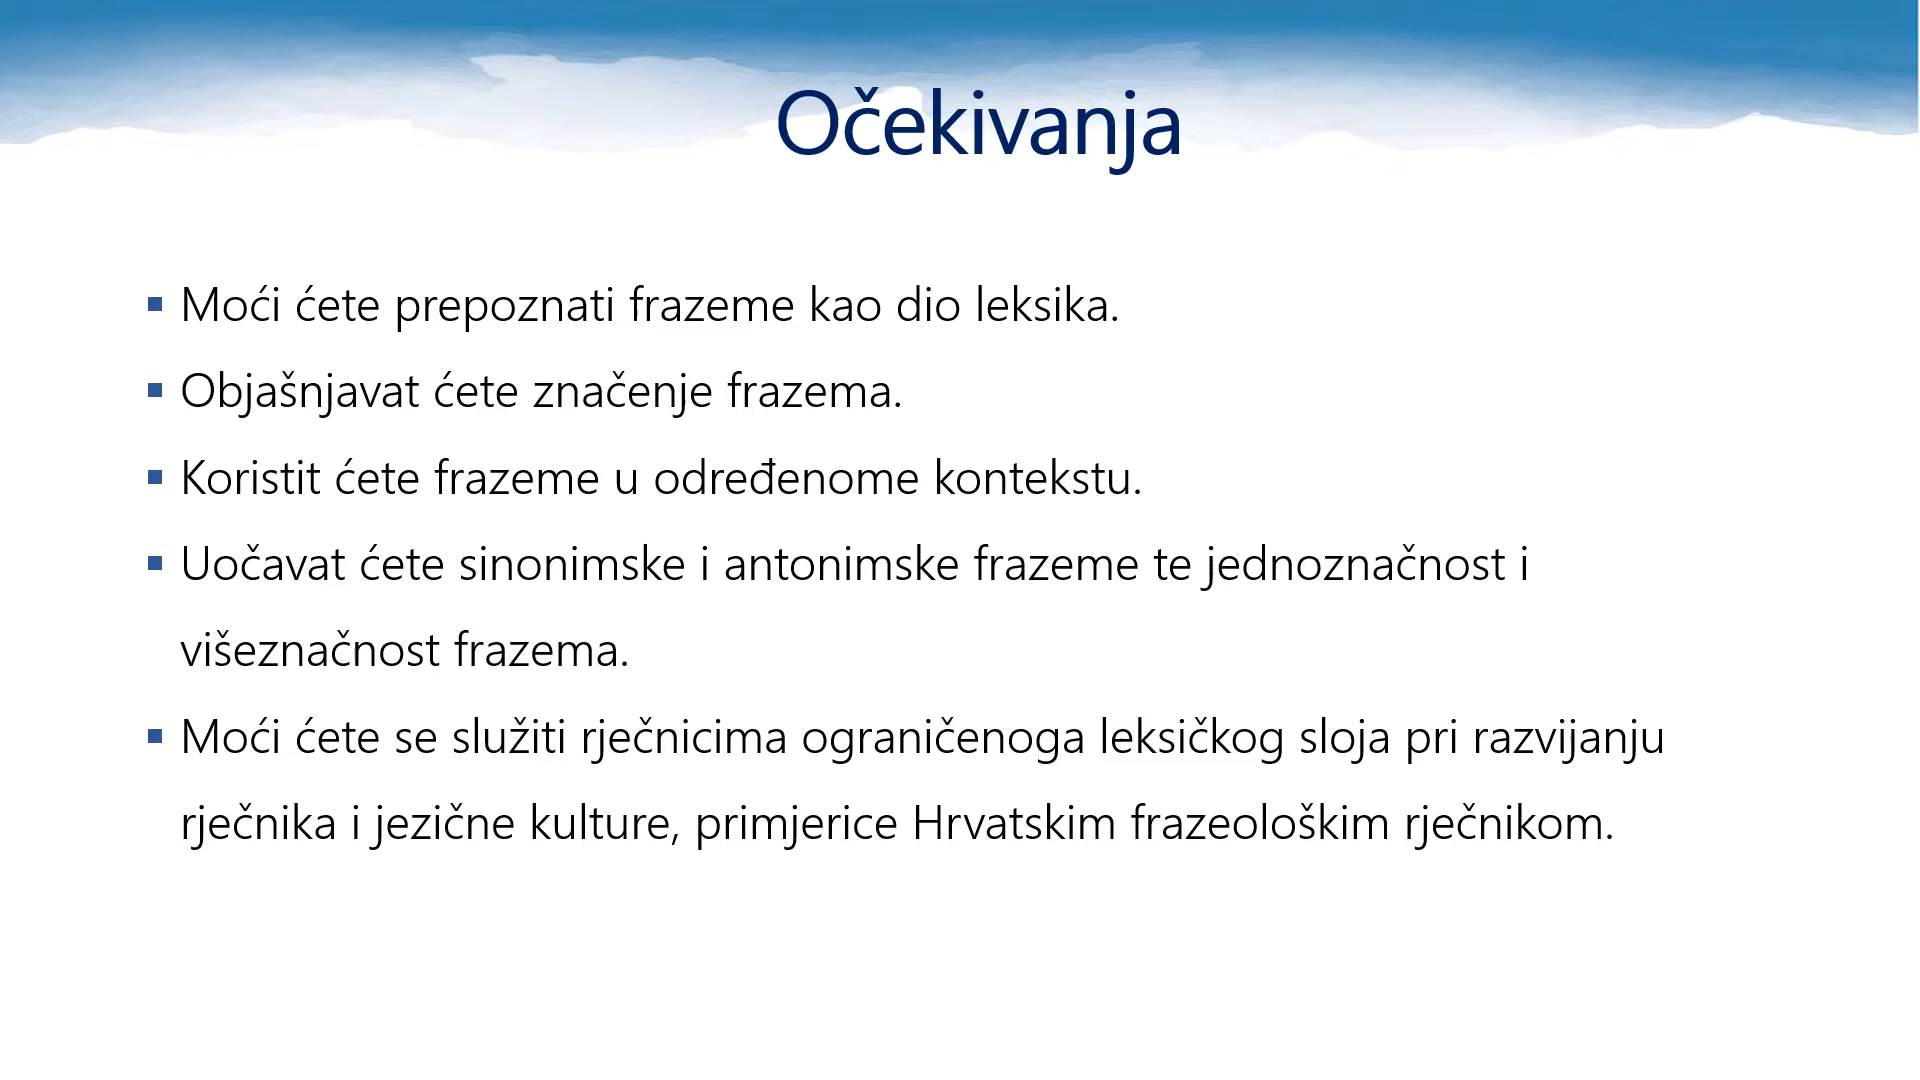 Očekivanja
▪ Moći ćete prepoznati frazeme kao dio leksika.
▪ Objašnjavat ćete značenje frazema.
▪ Koristit ćete frazeme u određenome kontekstu.
▪ Uočavat ćete sinonimske i antonimske frazeme te jednoznačnost i
višeznačnost frazema.
▪ Moći ćete se služiti rječnicima ograničenoga leksičkog sloja pri razvijanju
rječnika i jezične kulture, primjerice Hrvatskim frazeološkim rječnikom.